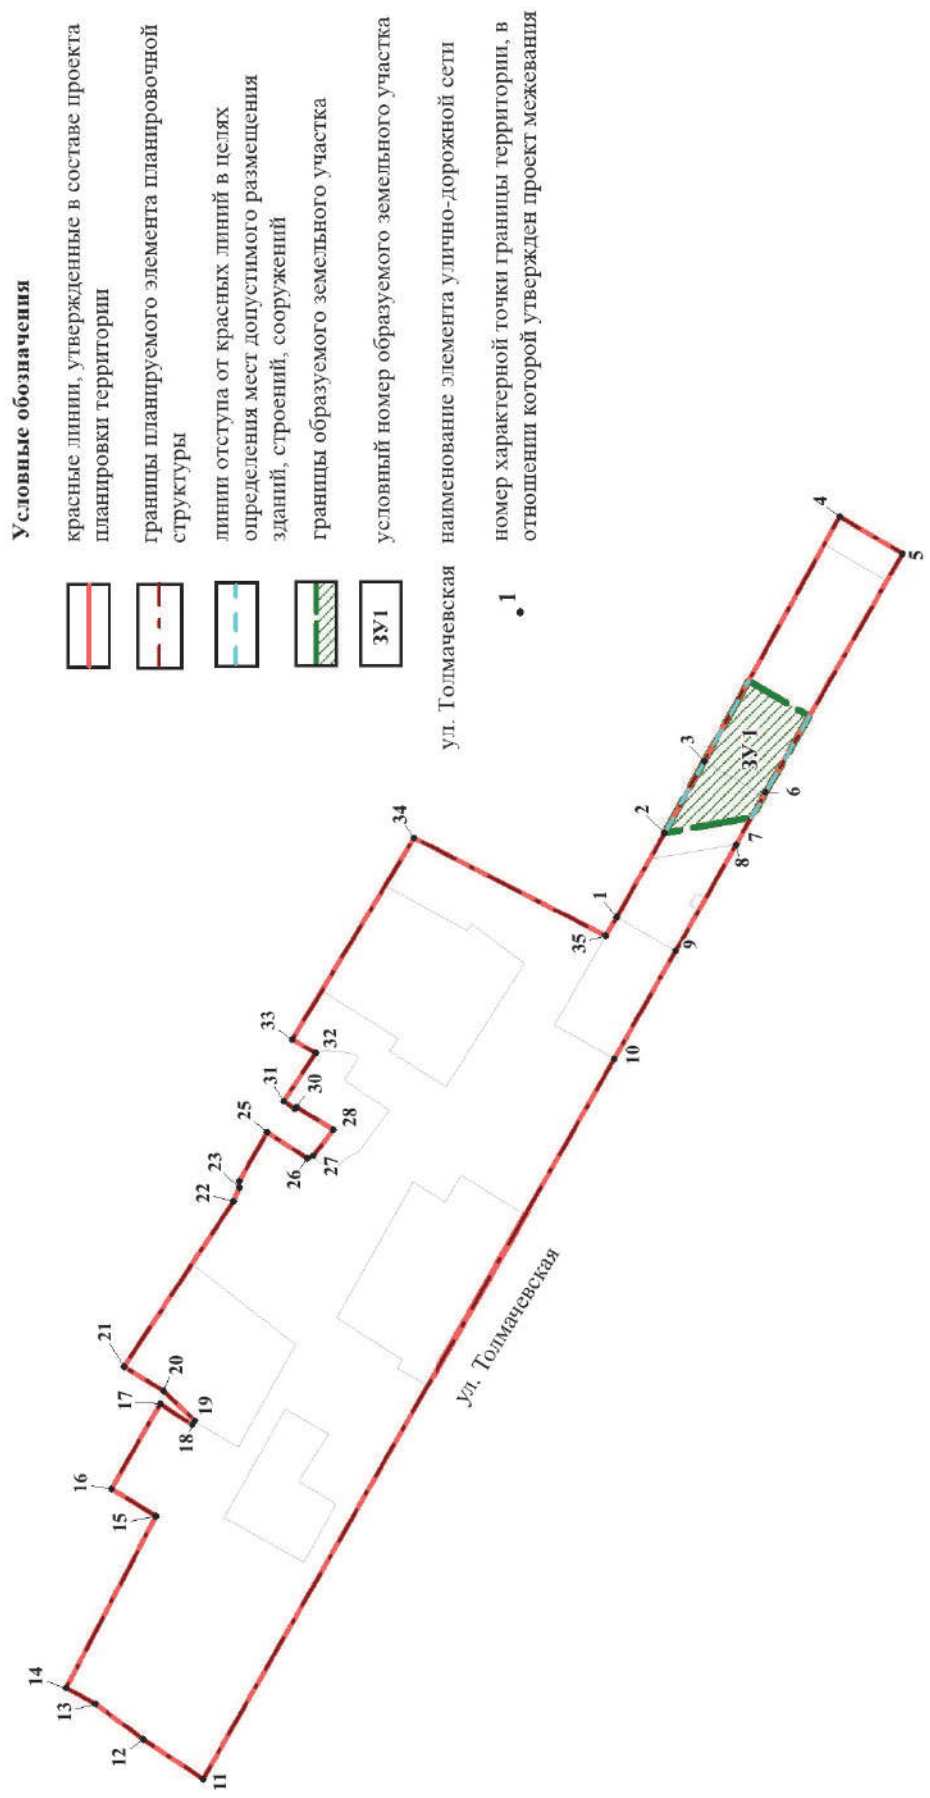 Условные обозначения
красные линии, утвержденные в составе проекта
планировки территории
границы планируемого элемента планировочной
структуры
линии отступа от красных линий в целях
определения мест допустимого размещения
зданий, строений, сооружений
границы образуемого земельного участка
ЗУ1
условный номер образуемого земельного участка
ул. Толмачевская
наименование элемента улично-дорожной сети
1
номер характерной точки границы территории, в
отношении которой утвержден проект межевания
14
13
12
11
16
15
17
18
19
20
21
22
23
25
26
27
28
30
31
32
33
34
35
1
2
3
4
5
6
7
8
9
10
ЗУ1
ул. Толмачевская